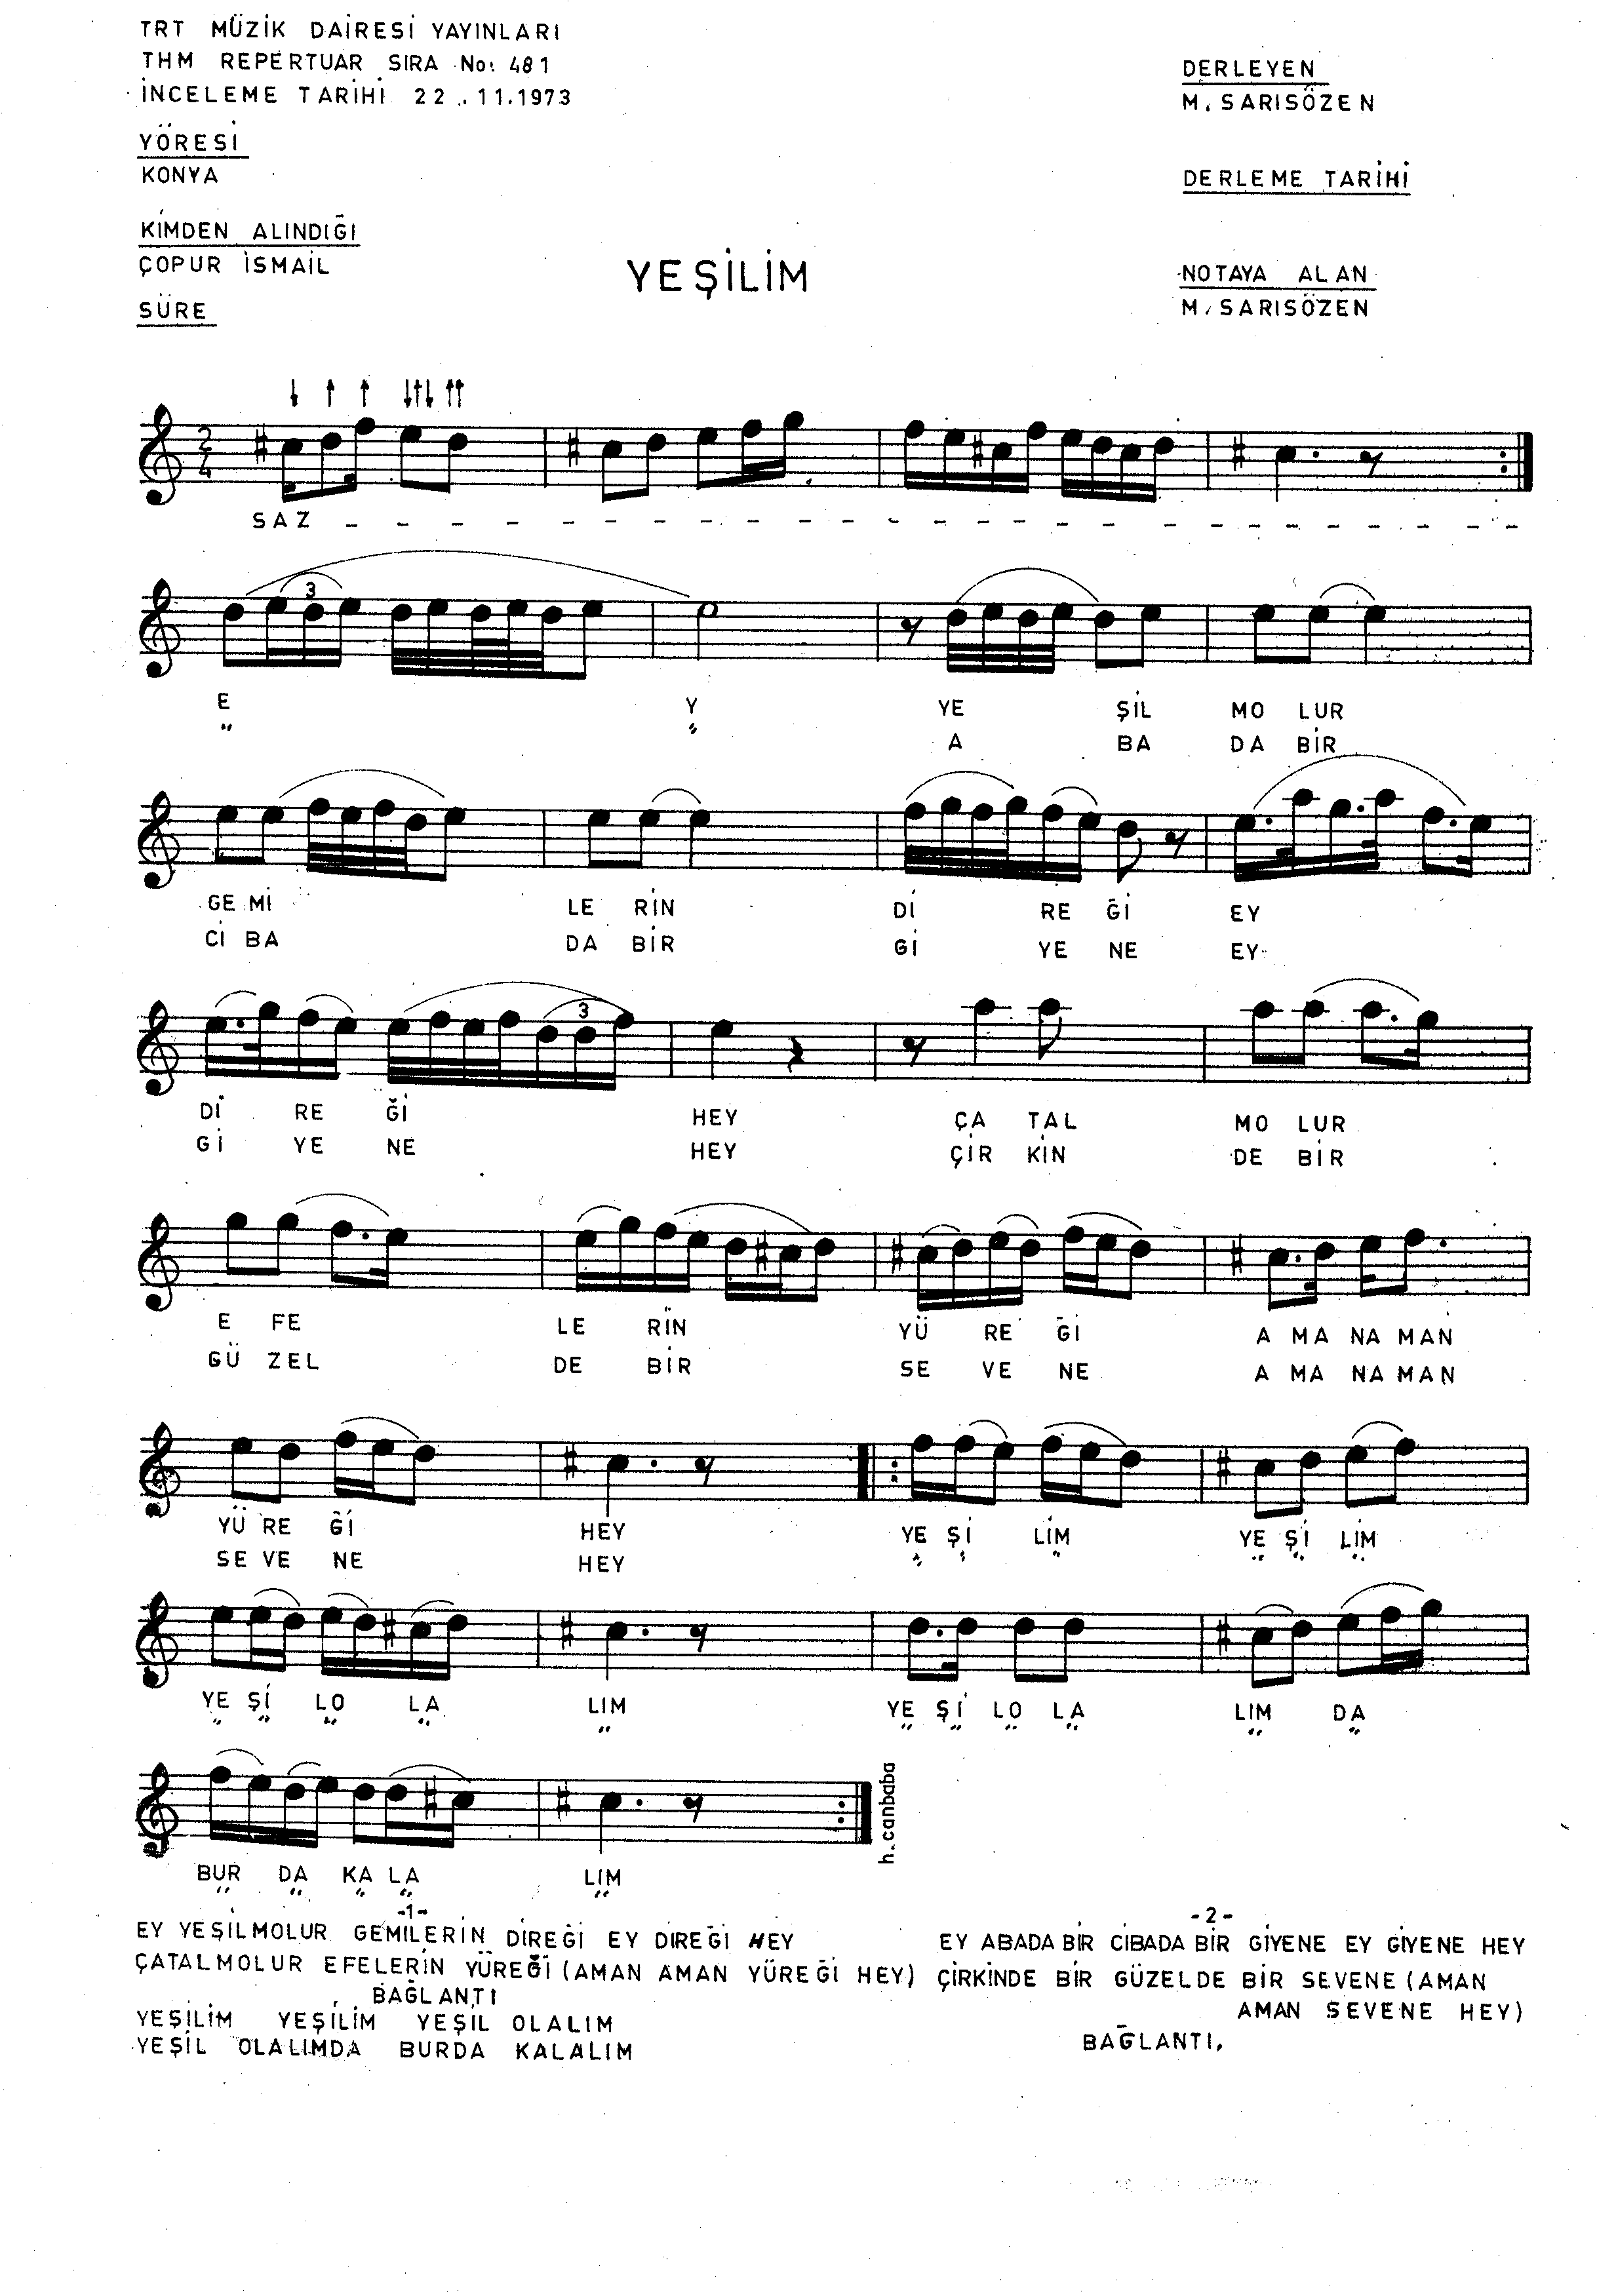 TRT MÜZİK DAİRESİ YAYINLARI
THM REPERTUAR SIRA No: 481
İNCELEME TARİHİ 22.11.1973
YÖRESİ
KONYA
KİMDEN ALINDIĞI
ÇOPUR İSMAİL
SÜRE
DERLEYEN
M. SARISÖZEN
DERLEME TARİHİ
NOTAYA ALAN
M. SARISÖZEN
YEŞİLİM
2
4
SAZ _ _ _ _ _ _ _ _ _ _ _ _ _ _ _ _ _ _ _ _ _ _
3
E Y YE ŞİL MO LUR
" " A BA DA BİR
GE Mİ LE RİN Dİ RE Ğİ EY
Cİ BA DA BİR Gİ YE NE EY
3
Dİ RE Ğİ HEY ÇA TAL MO LUR
Gİ YE NE HEY ÇİR KİN DE BİR
E FE LE RİN YÜ RE Ğİ A MA NA MAN
GÜ ZEL DE BİR SE VE NE A MA NA MAN
YÜ RE Ğİ HEY YE Şİ LİM YE Şİ LİM
SE VE NE HEY " " " " " "
YE Şİ LO LA LIM YE Şİ LO LA LIM DA
" " " " " " " " " " "
BUR DA KA LA LIM
" " " " "
h. canbaba
-1-
EY YEŞİLMOLUR GEMİLERİN DİREĞİ EY DİREĞİ HEY
ÇATALMOLUR EFELERİN YÜREĞİ (AMAN AMAN YÜREĞİ HEY)
BAĞLANTI
YEŞİLİM YEŞİLİM YEŞİL OLALIM
YEŞİL OLALIMDA BURDA KALALIM
-2-
EY ABADA BİR CİBADA BİR GİYENE EY GİYENE HEY
ÇİRKİNDE BİR GÜZELDE BİR SEVENE (AMAN
AMAN SEVENE HEY)
BAĞLANTI.